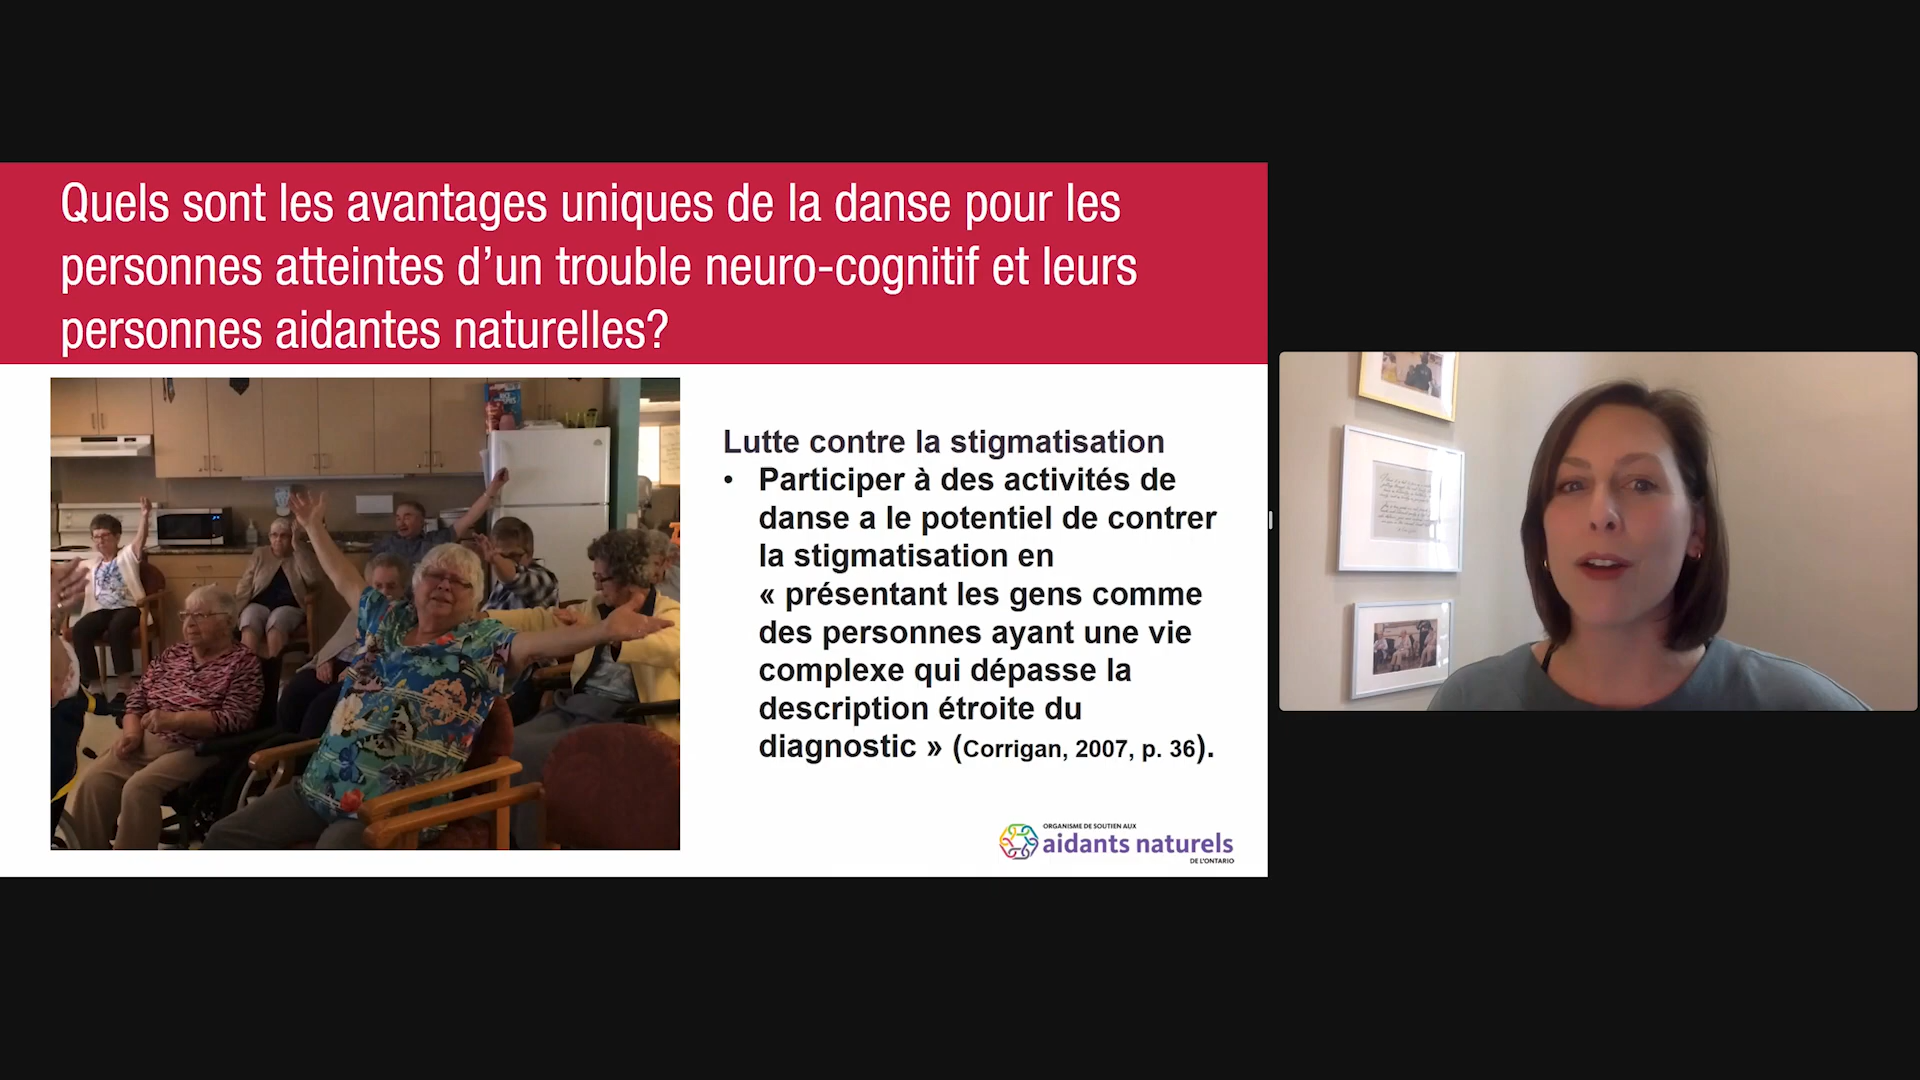 Quels sont les avantages uniques de la danse pour les
personnes atteintes d’un trouble neuro-cognitif et leurs
personnes aidantes naturelles?
Lutte contre la stigmatisation
• Participer à des activités de
danse a le potentiel de contrer
la stigmatisation en
« présentant les gens comme
des personnes ayant une vie
complexe qui dépasse la
description étroite du
diagnostic » (Corrigan, 2007, p. 36).
ORGANISME DE SOUTIEN AUX
aidants naturels
DE L'ONTARIO